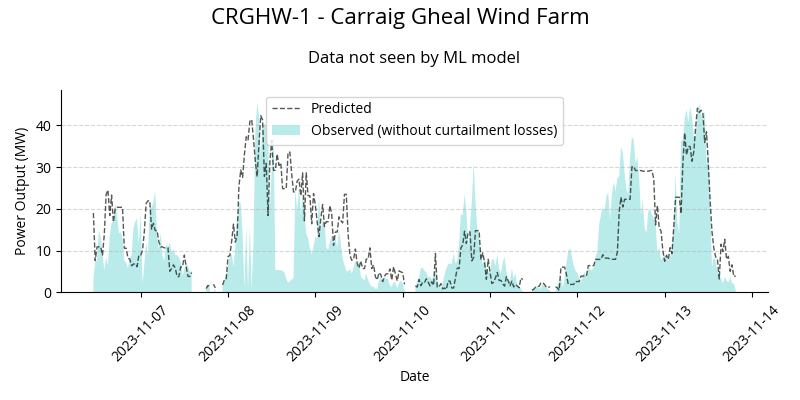 CRGHW-1 - Carraig Gheal Wind Farm
Data not seen by ML model
Predicted
Observed (without curtailment losses)
Power Output (MW)
40
30
20
10
0
2023-11-07
2023-11-08
2023-11-09
2023-11-10
2023-11-11
2023-11-12
2023-11-13
2023-11-14
Date